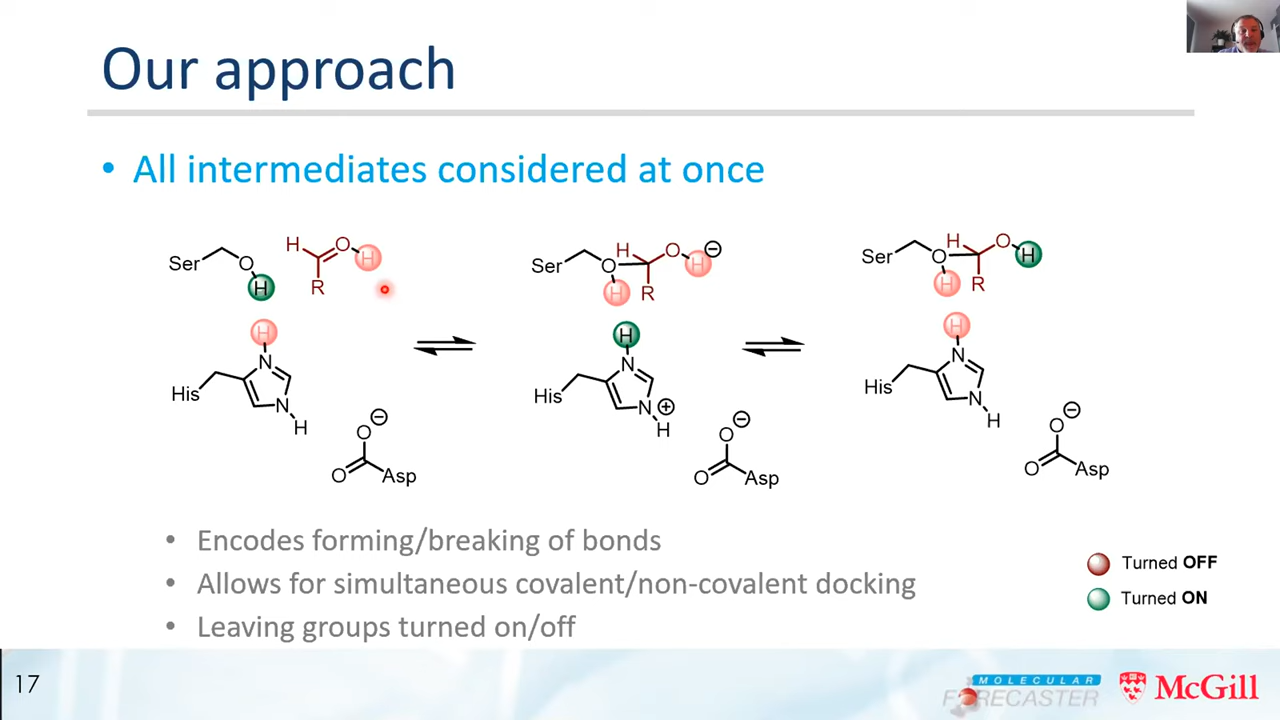 Our approach
• All intermediates considered at once
Ser O H H O H R
Ser O H H O H ⊖ R
Ser O H H O H R
H N N H His
H N N ⊕ H His
H N N H His
O ⊖ O Asp
O ⊖ O Asp
O ⊖ O Asp
• Encodes forming/breaking of bonds
• Allows for simultaneous covalent/non-covalent docking
• Leaving groups turned on/off
Turned OFF
Turned ON
17
MOLECULAR
FORECASTER
McGill